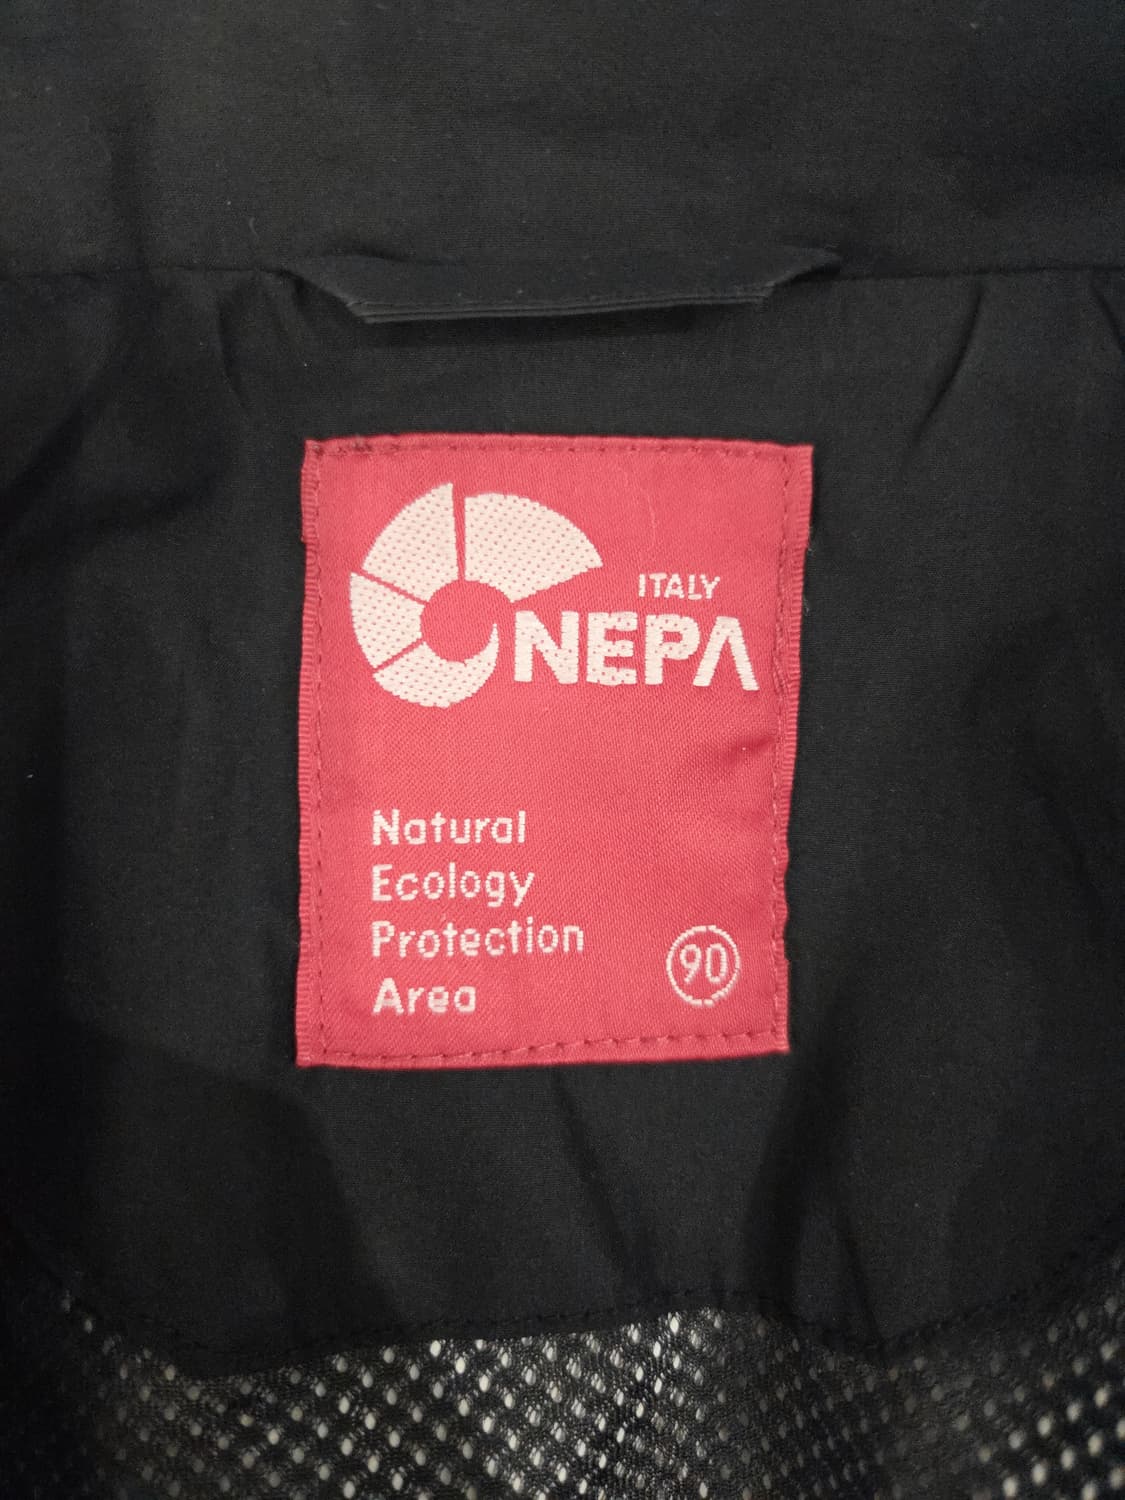 ITALY
NEPA
Natural
Ecology
Protection
Area
90